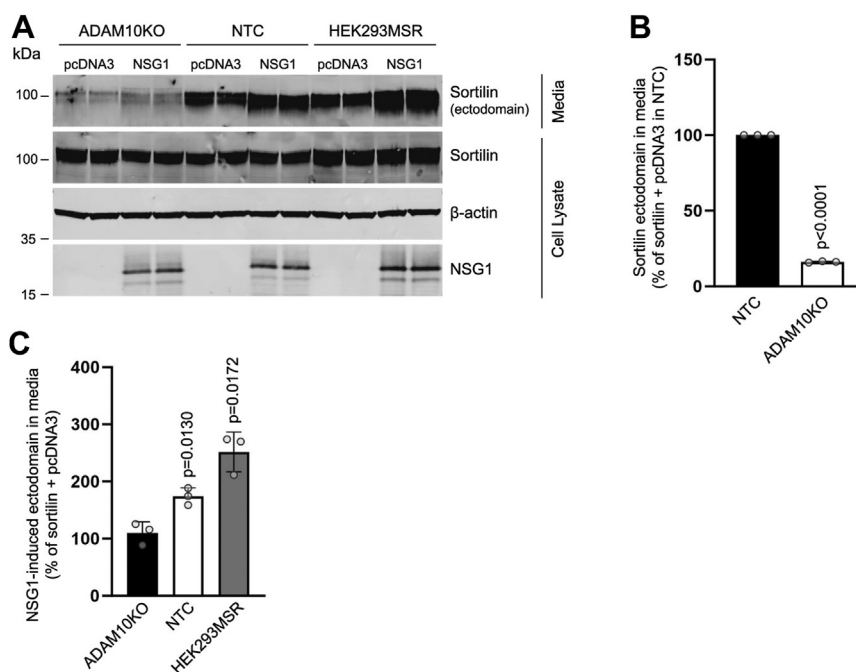 A
ADAM10KO NTC HEK293MSR
kDa
pcDNA3 NSG1 pcDNA3 NSG1 pcDNA3 NSG1
100
Sortilin
(ectodomain)
Media
100
Sortilin
β-actin
35
NSG1
15
Cell Lysate
B
Sortilin ectodomain in media
(% of sortilin + pcDNA3 in NTC)
150
100
50
0
p<0.0001
NTC
ADAM10KO
C
NSG1-induced ectodomain in media
(% of sortilin + pcDNA3)
400
300
200
100
0
p=0.0130
p=0.0172
ADAM10KO
NTC
HEK293MSR